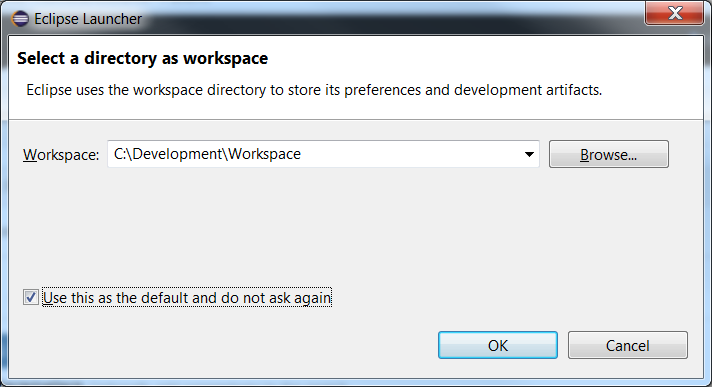 Eclipse Launcher
Select a directory as workspace
Eclipse uses the workspace directory to store its preferences and development artifacts.
Workspace: C:\Development\Workspace Browse...
Use this as the default and do not ask again
OK Cancel